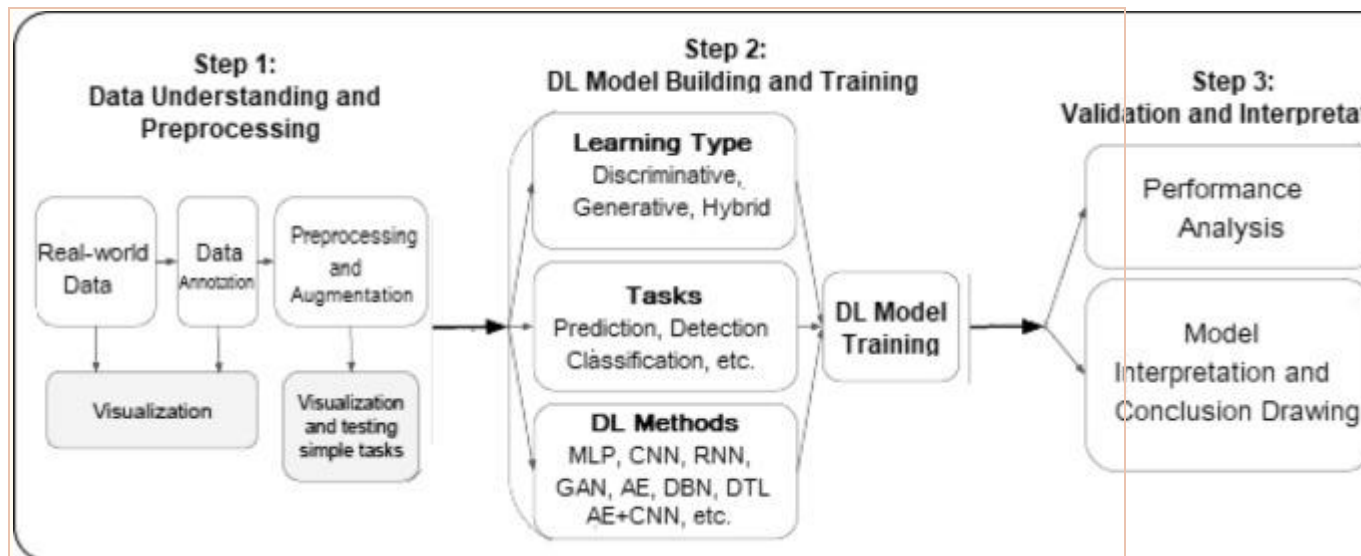 Step 1:
Data Understanding and
Preprocessing
Real-world
Data
Data
Annotation
Preprocessing
and
Augmentation
Visualization
Visualization
and testing
simple tasks
Step 2:
DL Model Building and Training
Learning Type
Discriminative,
Generative, Hybrid
Tasks
Prediction, Detection
Classification, etc.
DL Methods
MLP, CNN, RNN,
GAN, AE, DBN, DTL
AE+CNN, etc.
DL Model
Training
Step 3:
Validation and Interpreta
Performance
Analysis
Model
Interpretation and
Conclusion Drawing